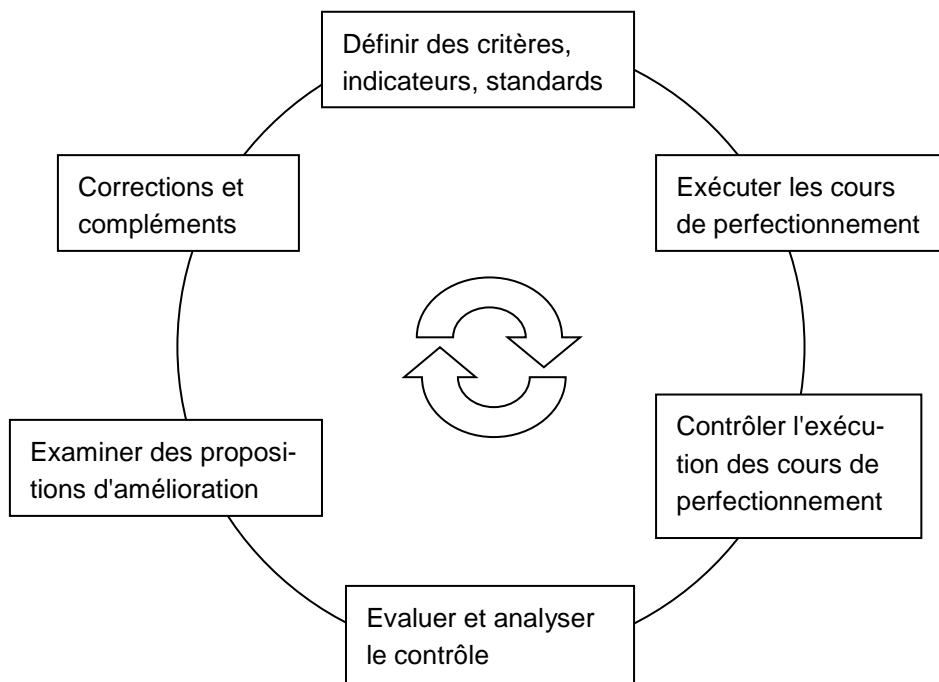 Définir des critères,
indicateurs, standards
Exécuter les cours
de perfectionnement
Contrôler l'exécu-
tion des cours de
perfectionnement
Evaluer et analyser
le contrôle
Examiner des proposi-
tions d'amélioration
Corrections et
compléments